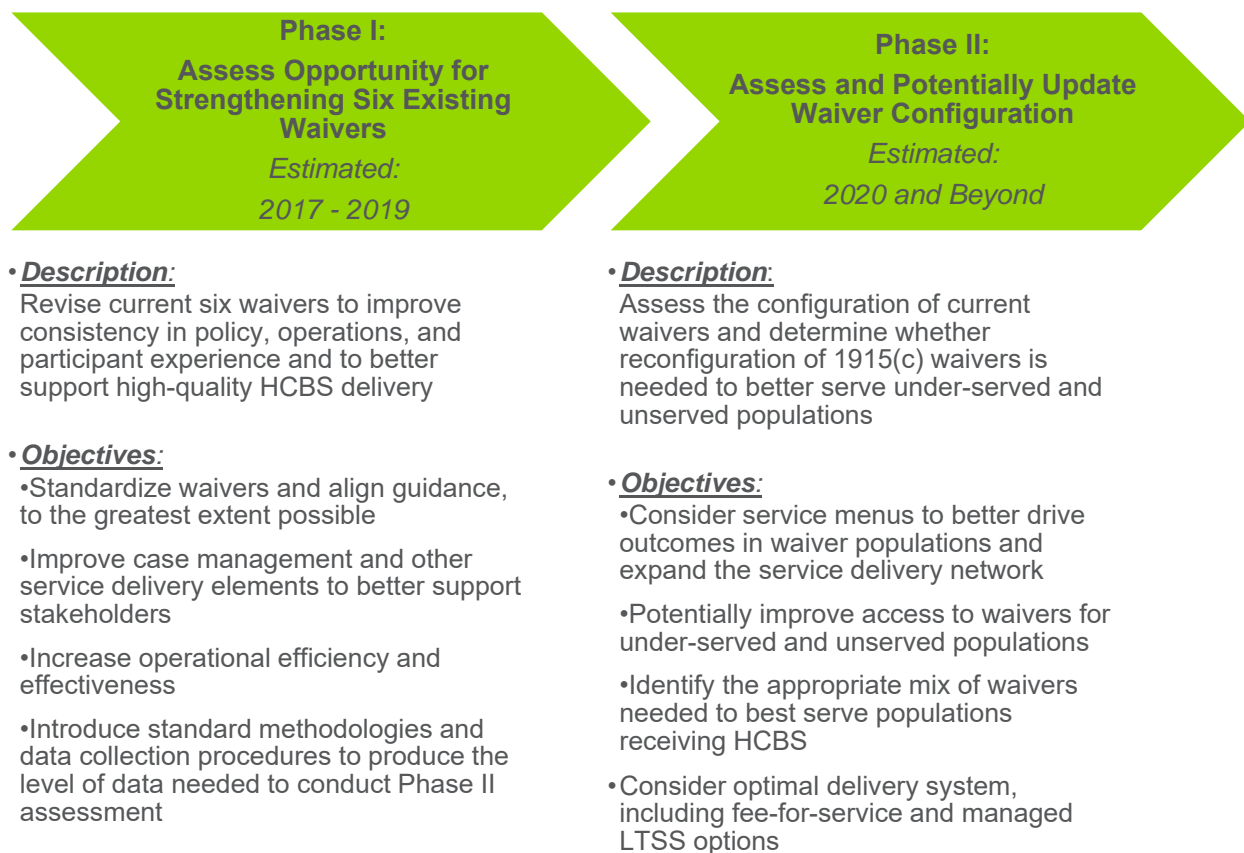 Phase I:
Assess Opportunity for
Strengthening Six Existing
Waivers
Estimated:
2017 - 2019
•Description:
Revise current six waivers to improve
consistency in policy, operations, and
participant experience and to better
support high-quality HCBS delivery
•Objectives:
•Standardize waivers and align guidance,
to the greatest extent possible
•Improve case management and other
service delivery elements to better support
stakeholders
•Increase operational efficiency and
effectiveness
•Introduce standard methodologies and
data collection procedures to produce the
level of data needed to conduct Phase II
assessment
Phase II:
Assess and Potentially Update
Waiver Configuration
Estimated:
2020 and Beyond
•Description:
Assess the configuration of current
waivers and determine whether
reconfiguration of 1915(c) waivers is
needed to better serve under-served and
unserved populations
•Objectives:
•Consider service menus to better drive
outcomes in waiver populations and
expand the service delivery network
•Potentially improve access to waivers for
under-served and unserved populations
•Identify the appropriate mix of waivers
needed to best serve populations
receiving HCBS
•Consider optimal delivery system,
including fee-for-service and managed
LTSS options